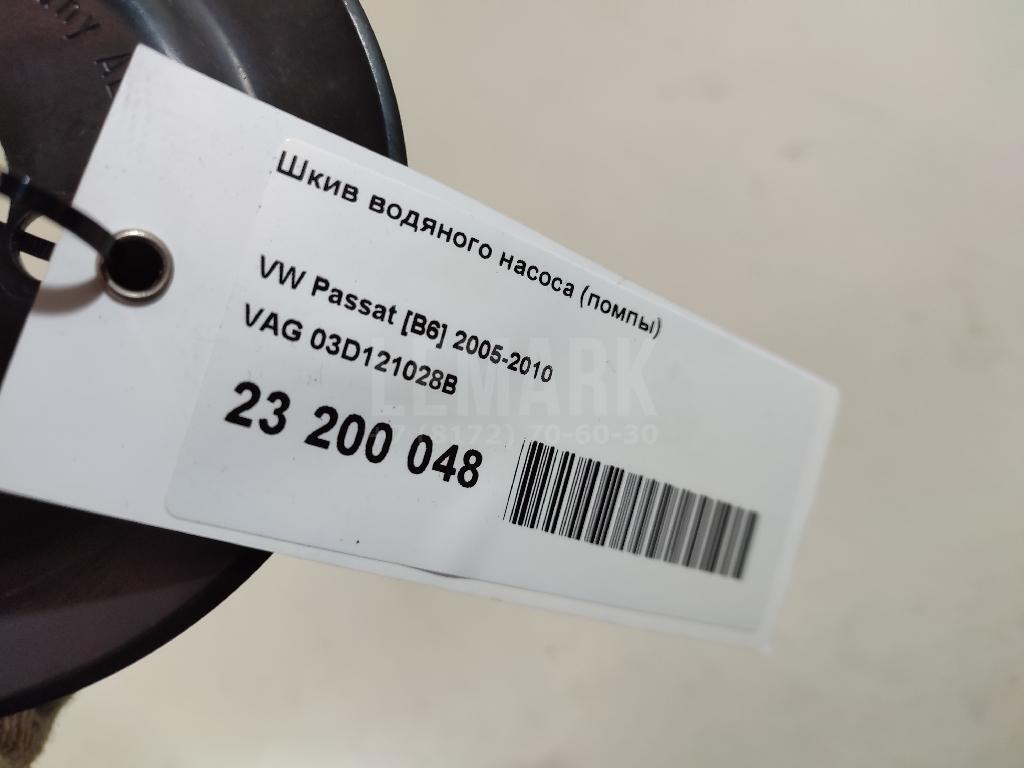 Шкив водяного насоса (помпы)
VW Passat [B6] 2005-2010
VAG 03D121028B
23 200 048
LEMARK
(8172) 70-60-30